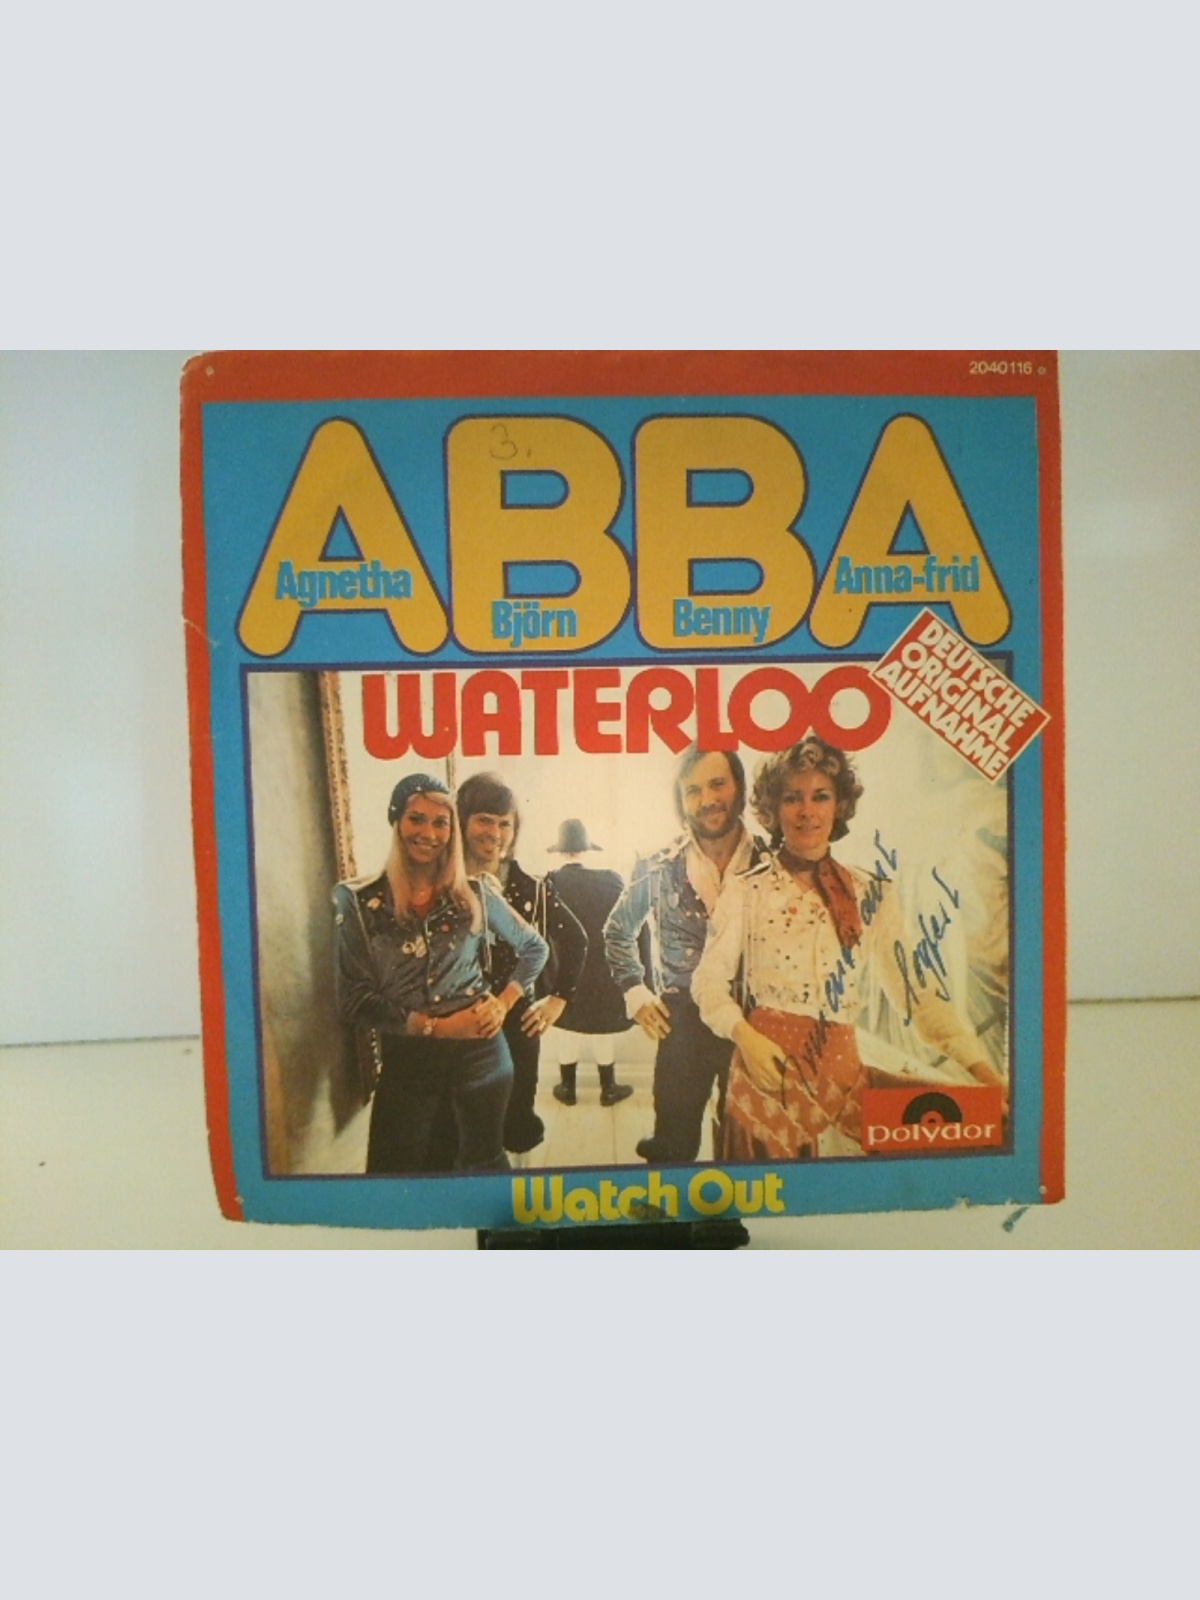 2040116
ABBA
3.
Agnetha
Björn
Benny
Anna-frid
WATERLOO
DEUTSCHE
ORIGINAL
AUFNAHME
polydor
Watch Out